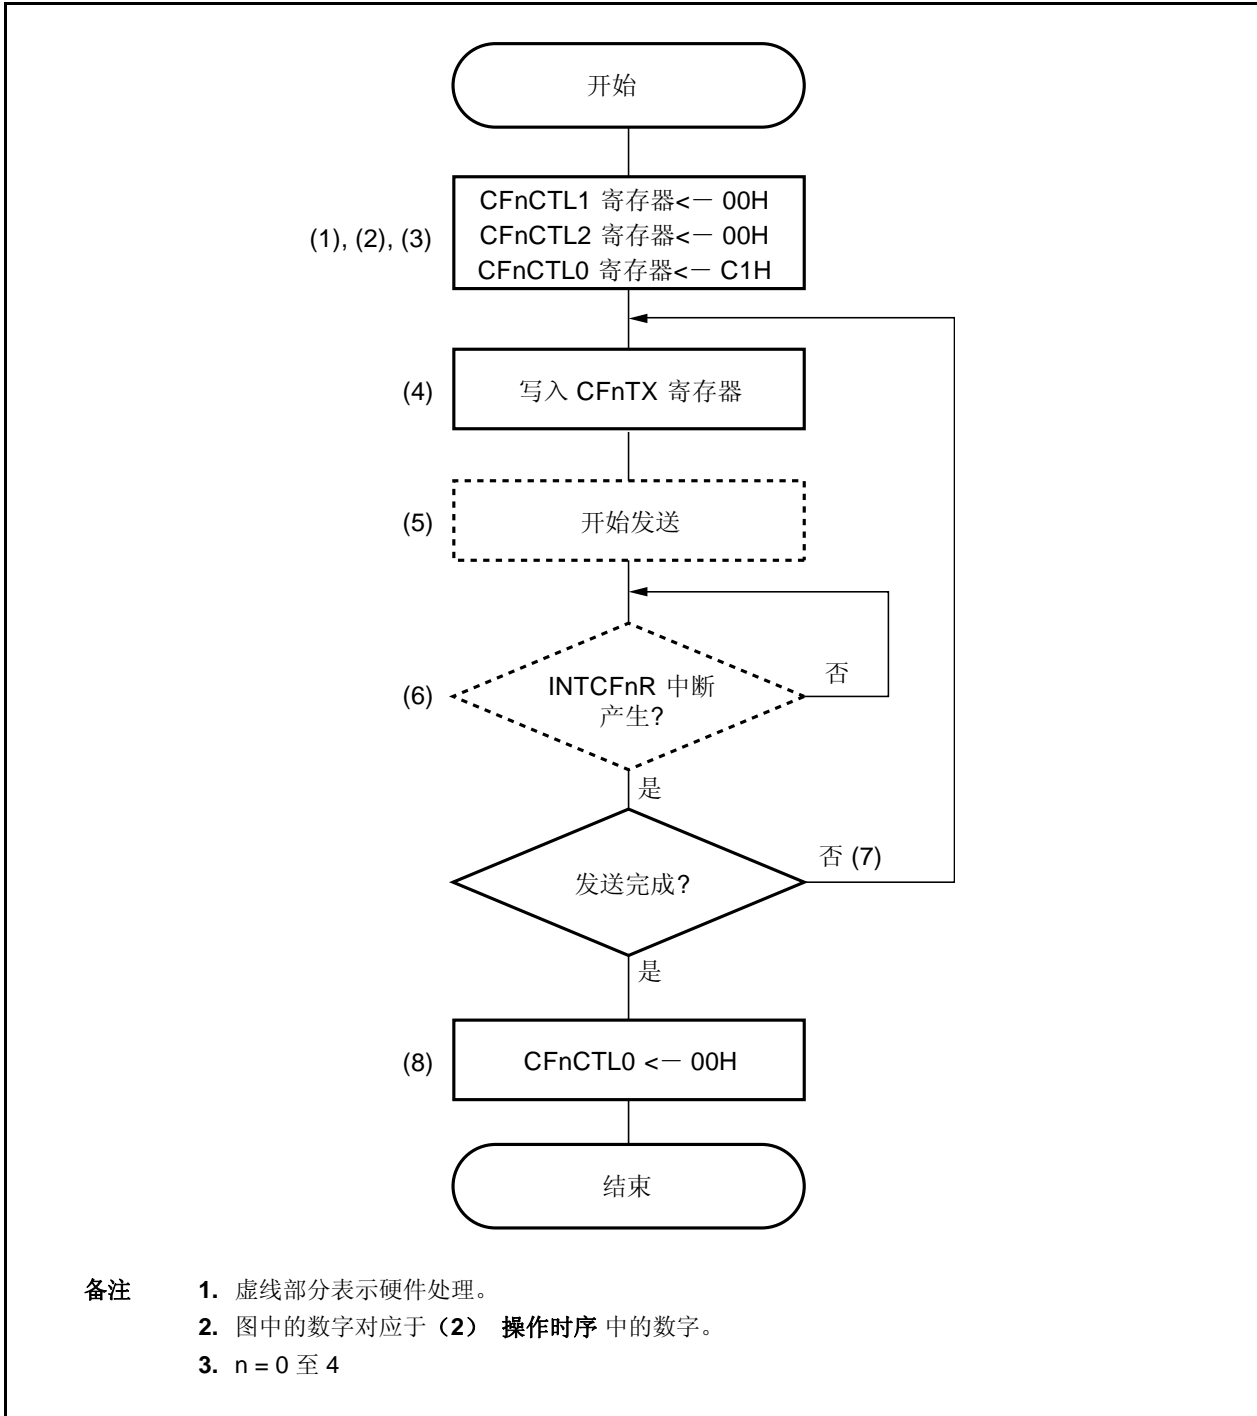 开始
CFnCTL1 寄存器<− 00H
(1), (2), (3)
CFnCTL2 寄存器<− 00H
CFnCTL0 寄存器<− C1H
(4)
写入 CFnTX 寄存器
(5)
开始发送
(6)
INTCFnR 中断
产生?
否
是
发送完成?
否 (7)
是
(8)
CFnCTL0 <− 00H
结束
备注 1. 虚线部分表示硬件处理。
2. 图中的数字对应于（2） 操作时序 中的数字。
3. n = 0 至 4